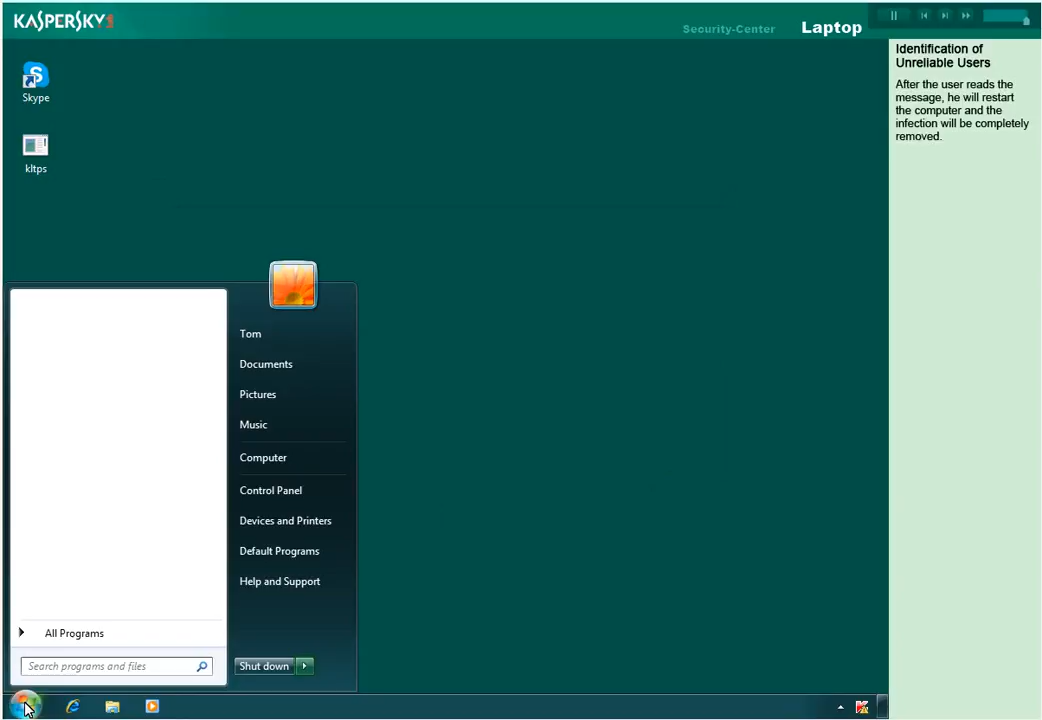 KASPERSKY
Security-Center
Laptop
Identification of
Unreliable Users
After the user reads the
message, he will restart
the computer and the
infection will be completely
removed.
Skype
kltps
Tom
Documents
Pictures
Music
Computer
Control Panel
Devices and Printers
Default Programs
Help and Support
All Programs
Search programs and files
Shut down